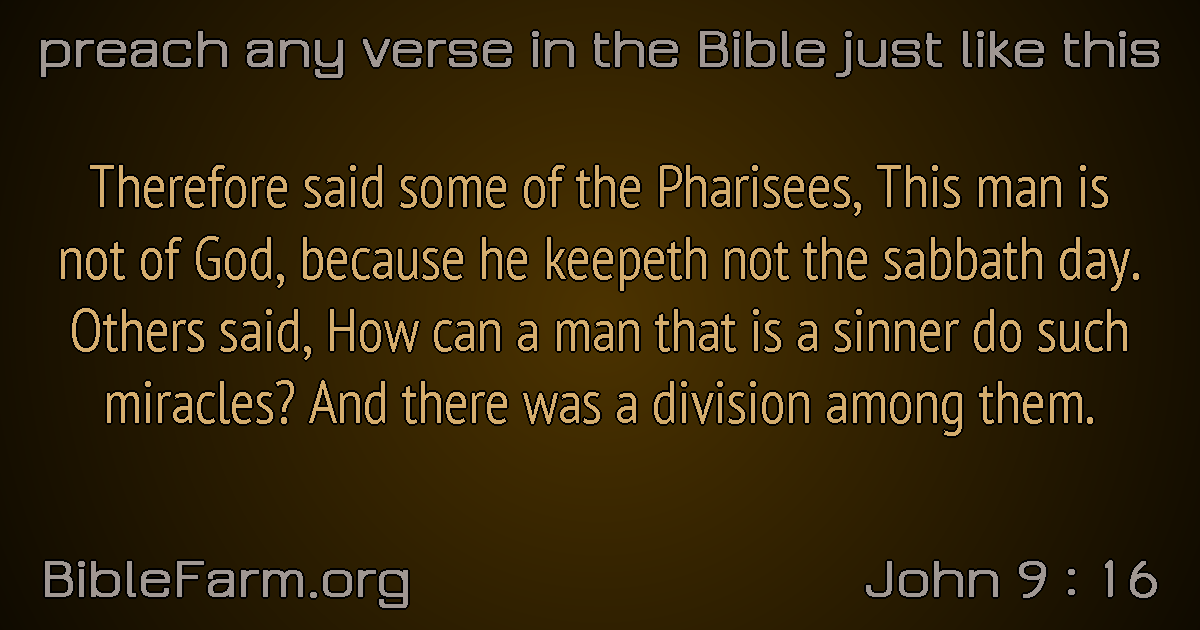 preach any verse in the Bible just like this
Therefore said some of the Pharisees, This man is
not of God, because he keepeth not the sabbath day.
Others said, How can a man that is a sinner do such
miracles? And there was a division among them.
BibleFarm.org
John 9 : 16